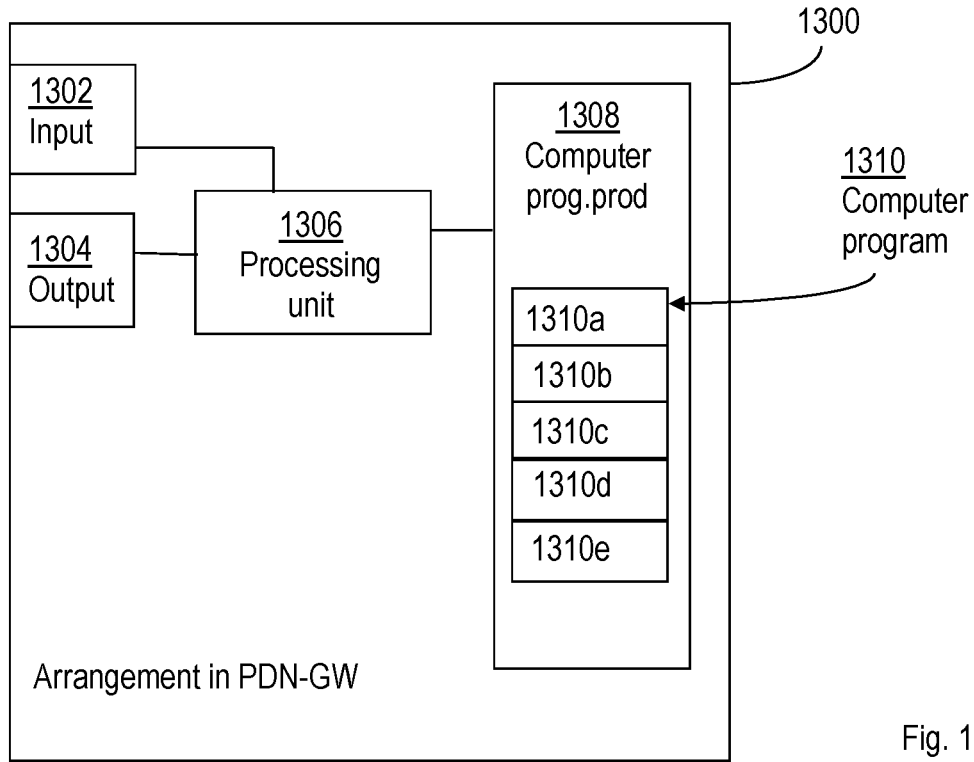 1300
1302
Input
1304
Output
1306
Processing
unit
1308
Computer
prog.prod
1310
Computer
program
1310a
1310b
1310c
1310d
1310e
Arrangement in PDN-GW
Fig. 1